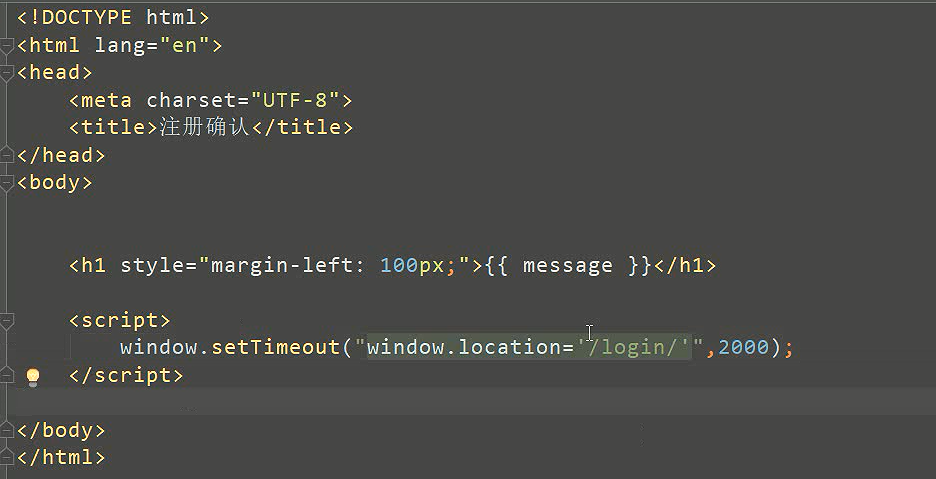 <!DOCTYPE html>
<html lang="en">
<head>
    <meta charset="UTF-8">
    <title>注册确认</title>
</head>
<body>
    <h1 style="margin-left: 100px;">{{ message }}</h1>
    <script>
        window.setTimeout("window.location='/login/'",2000);
    </script>
</body>
</html>